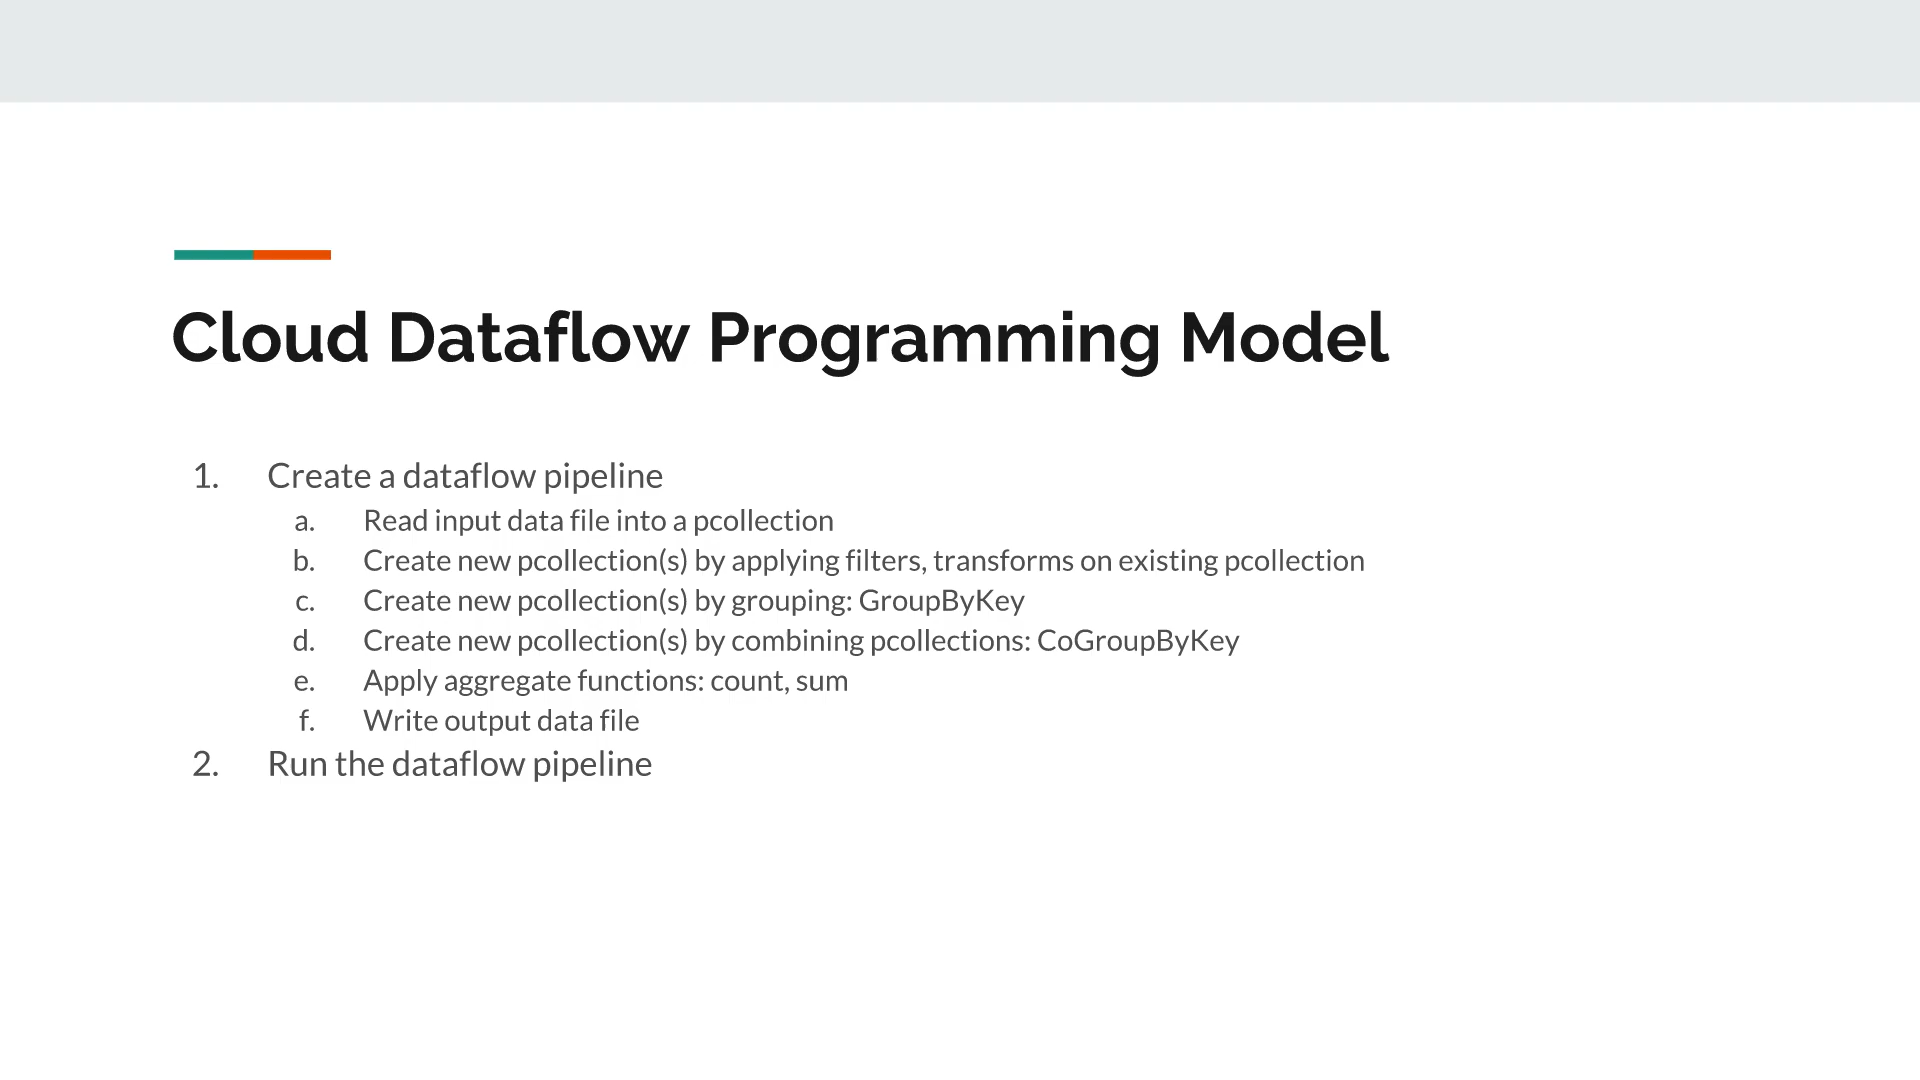 Cloud Dataflow Programming Model
1. Create a dataflow pipeline
a. Read input data file into a pcollection
b. Create new pcollection(s) by applying filters, transforms on existing pcollection
c. Create new pcollection(s) by grouping: GroupByKey
d. Create new pcollection(s) by combining pcollections: CoGroupByKey
e. Apply aggregate functions: count, sum
f. Write output data file
2. Run the dataflow pipeline